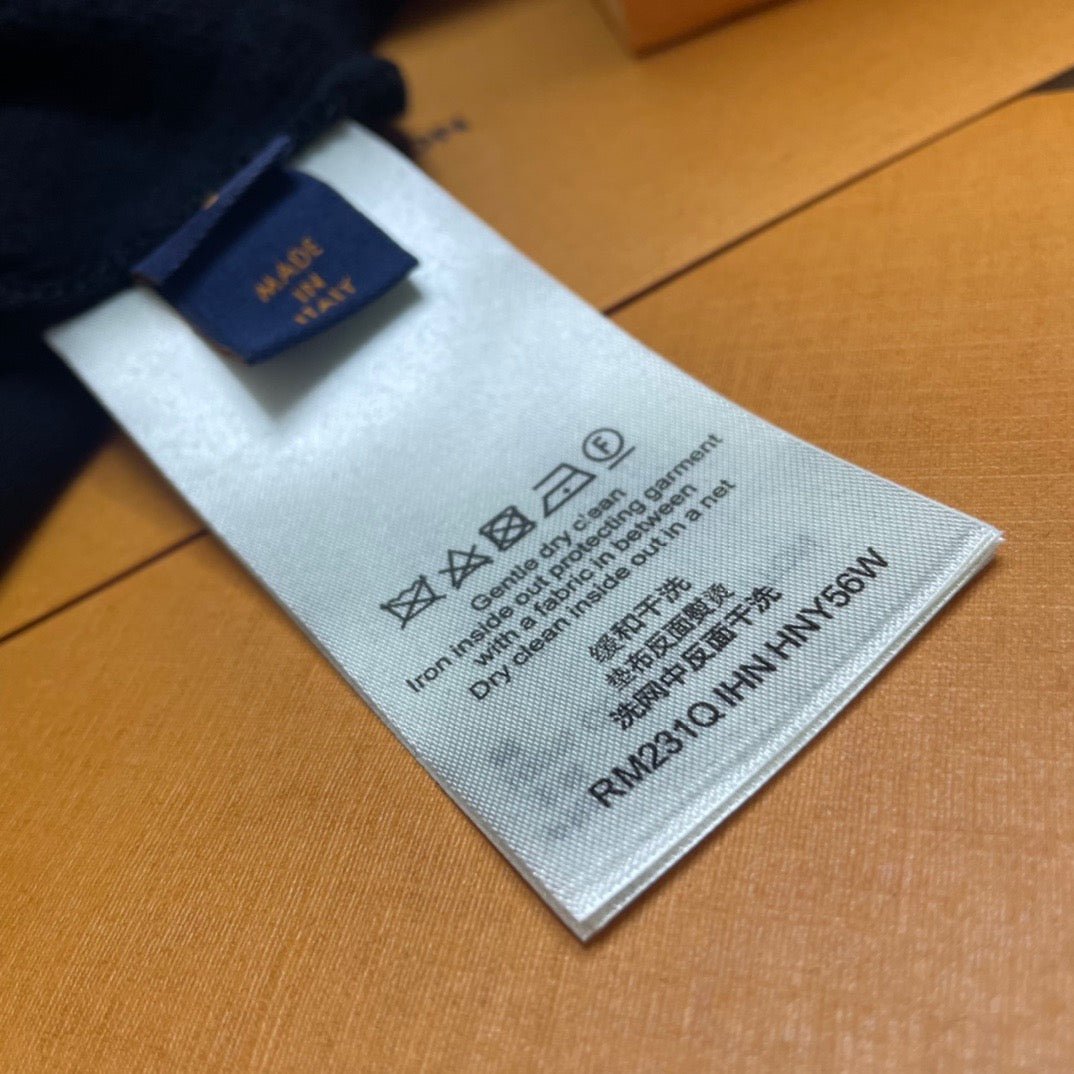 MADE
IN
ITALY
F
Gentle dry clean
Iron inside out protecting garment
with a fabric in between
Dry clean inside out in a net
缓和干洗
垫布反面熨烫
洗网中反面干洗
RM231Q IHN HNY56W